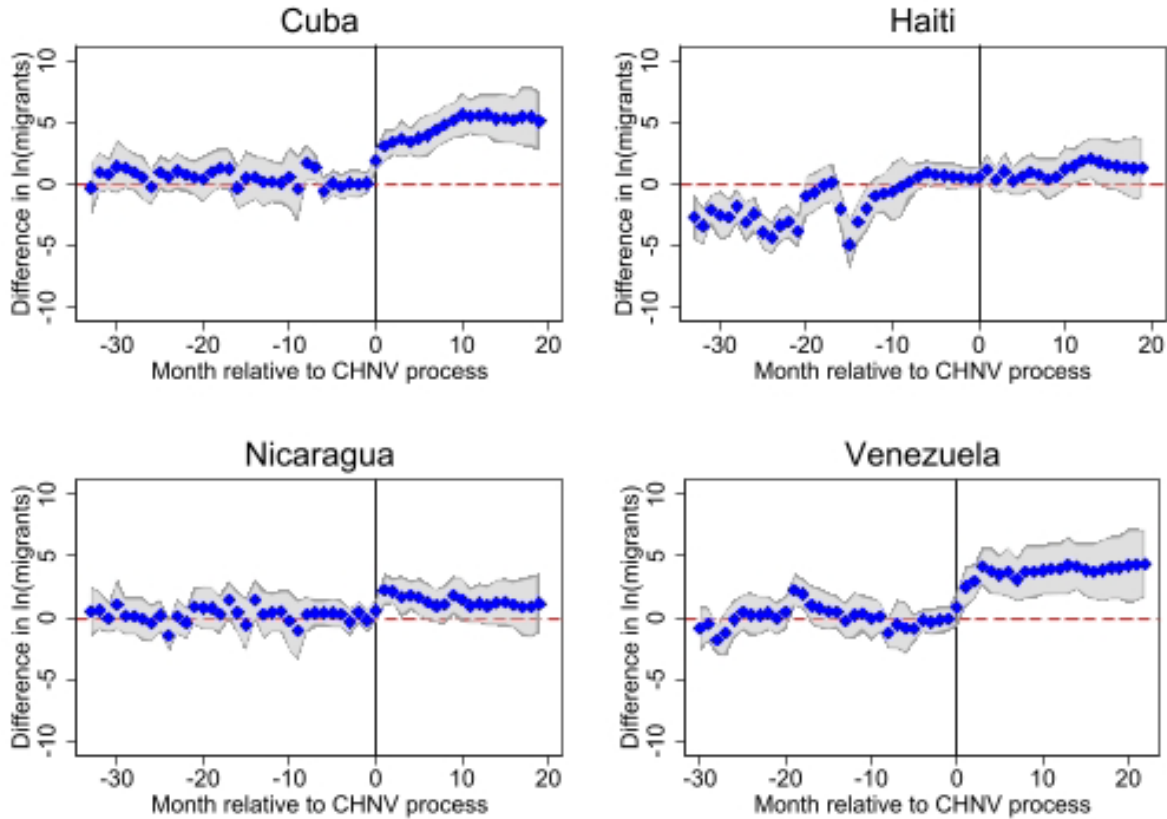 Cuba
Difference in ln(migrants)
10
5
0
-5
-10
-30 -20 -10 0 10 20
Month relative to CHNV process
Haiti
Difference in ln(migrants)
10
5
0
-5
-10
-30 -20 -10 0 10 20
Month relative to CHNV process
Nicaragua
Difference in ln(migrants)
10
5
0
-5
-10
-30 -20 -10 0 10 20
Month relative to CHNV process
Venezuela
Difference in ln(migrants)
10
5
0
-5
-10
-30 -20 -10 0 10 20
Month relative to CHNV process